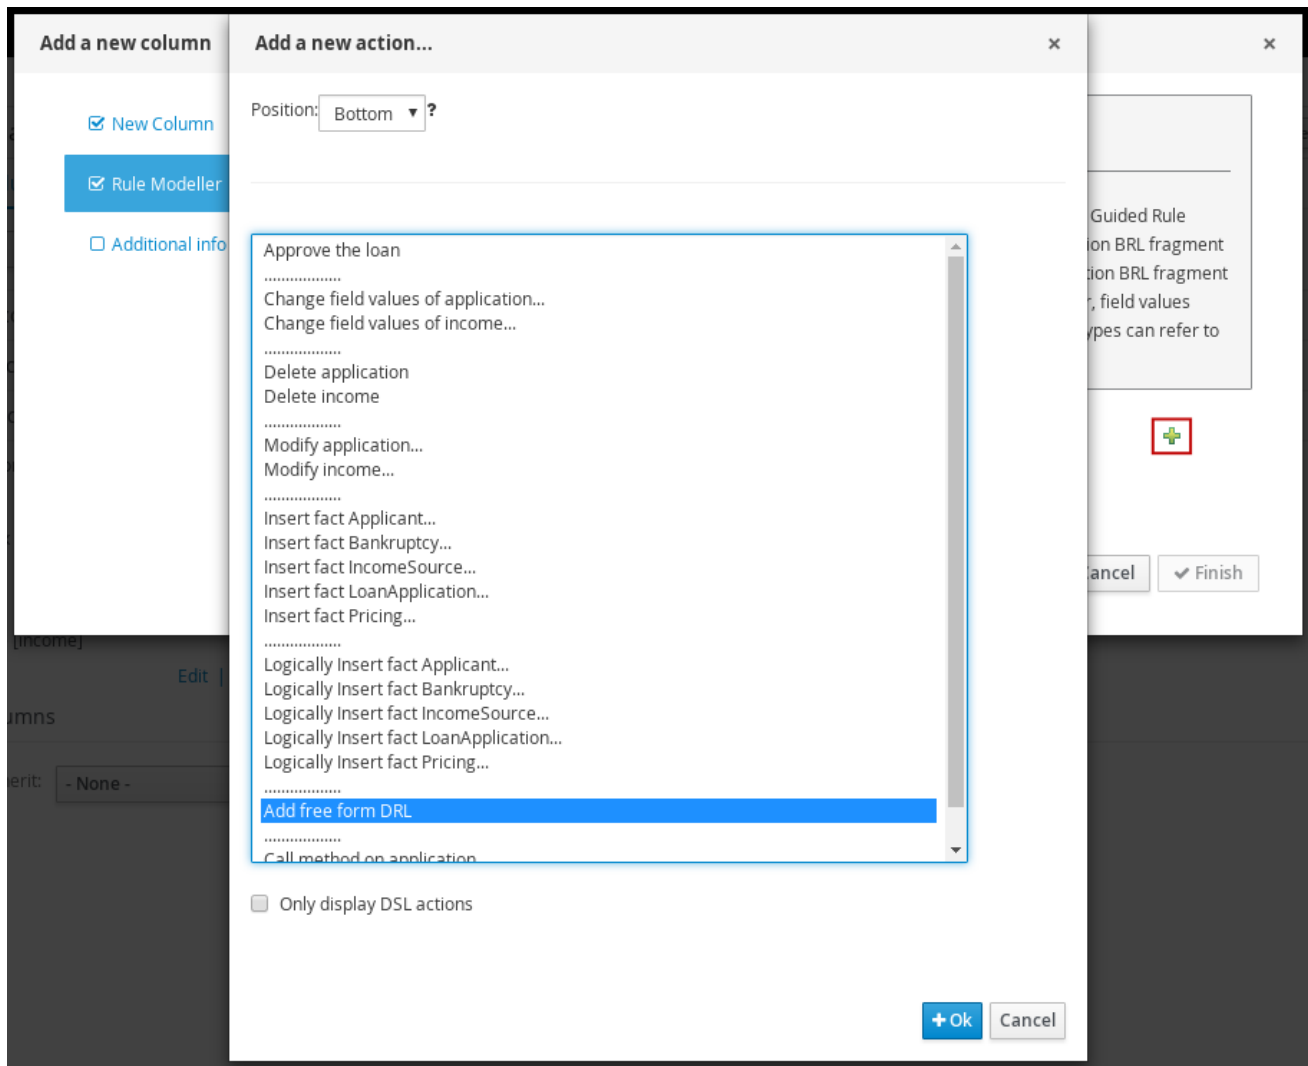 Add a new column
Add a new action...
×
×
New Column
Rule Modeller
Additional info
Position:
Bottom
?
Approve the loan
..................
Change field values of application...
Change field values of income...
..................
Delete application
Delete income
..................
Modify application...
Modify income...
..................
Insert fact Applicant...
Insert fact Bankruptcy...
Insert fact IncomeSource...
Insert fact LoanApplication...
Insert fact Pricing...
..................
Logically Insert fact Applicant...
Logically Insert fact Bankruptcy...
Logically Insert fact IncomeSource...
Logically Insert fact LoanApplication...
Logically Insert fact Pricing...
..................
Add free form DRL
..................
Call method on application
Only display DSL actions
+ Ok
Cancel
Guided Rule
ion BRL fragment
tion BRL fragment
r, field values
ypes can refer to
ancel
Finish
[income]
Edit |
umns
erit:
- None -